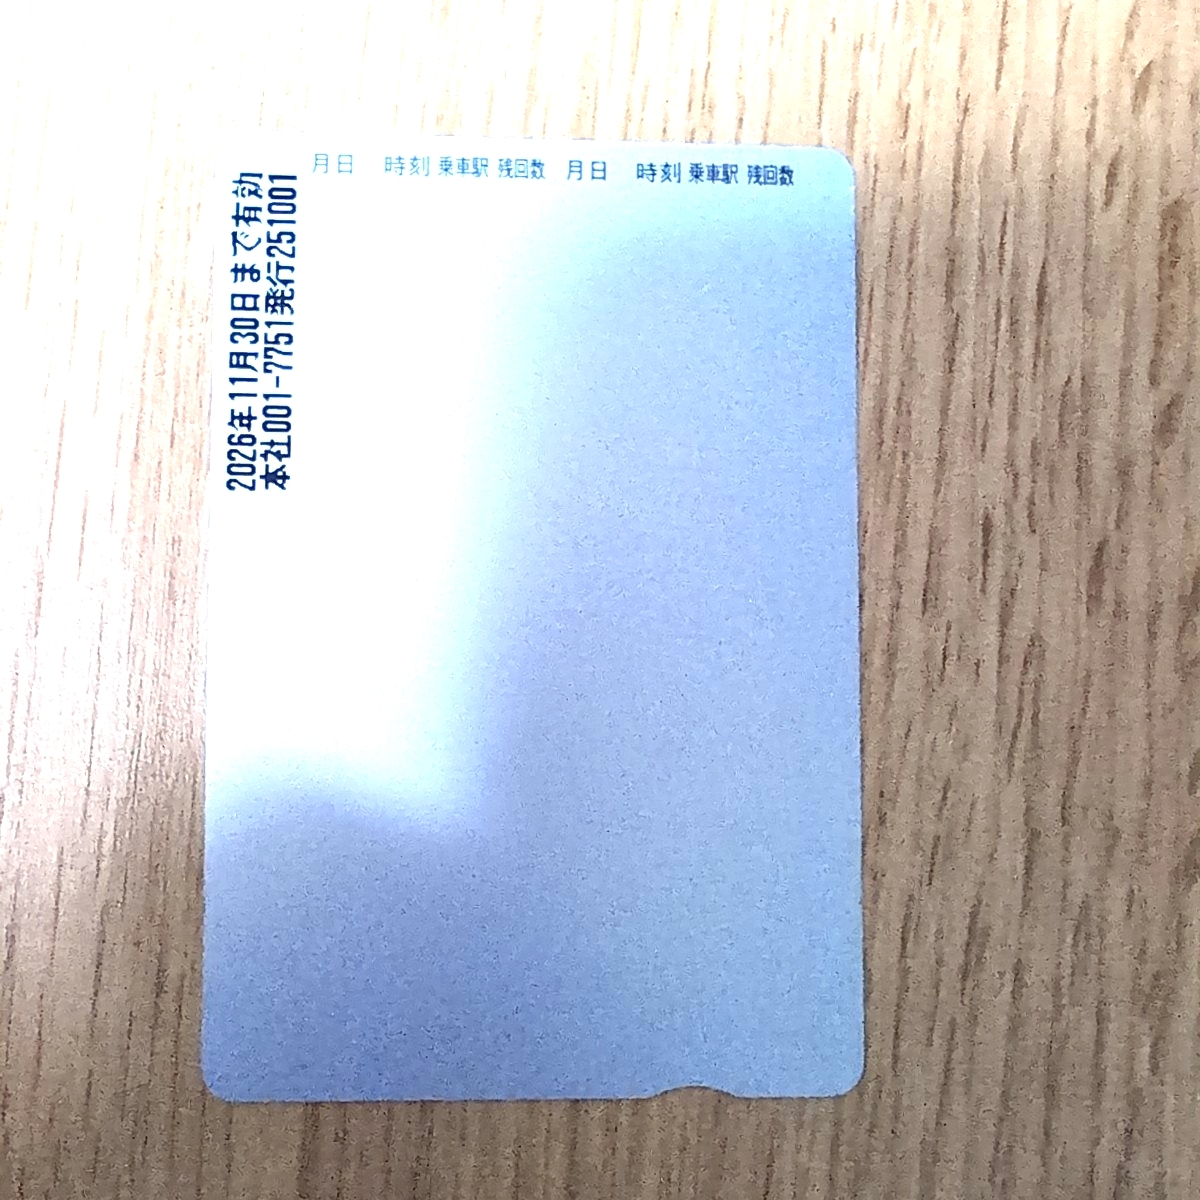 月日 時刻 乗車駅 残回数 月日 時刻 乗車駅 残回数
2026年11月30日まで有効
本社001-7751発行251001